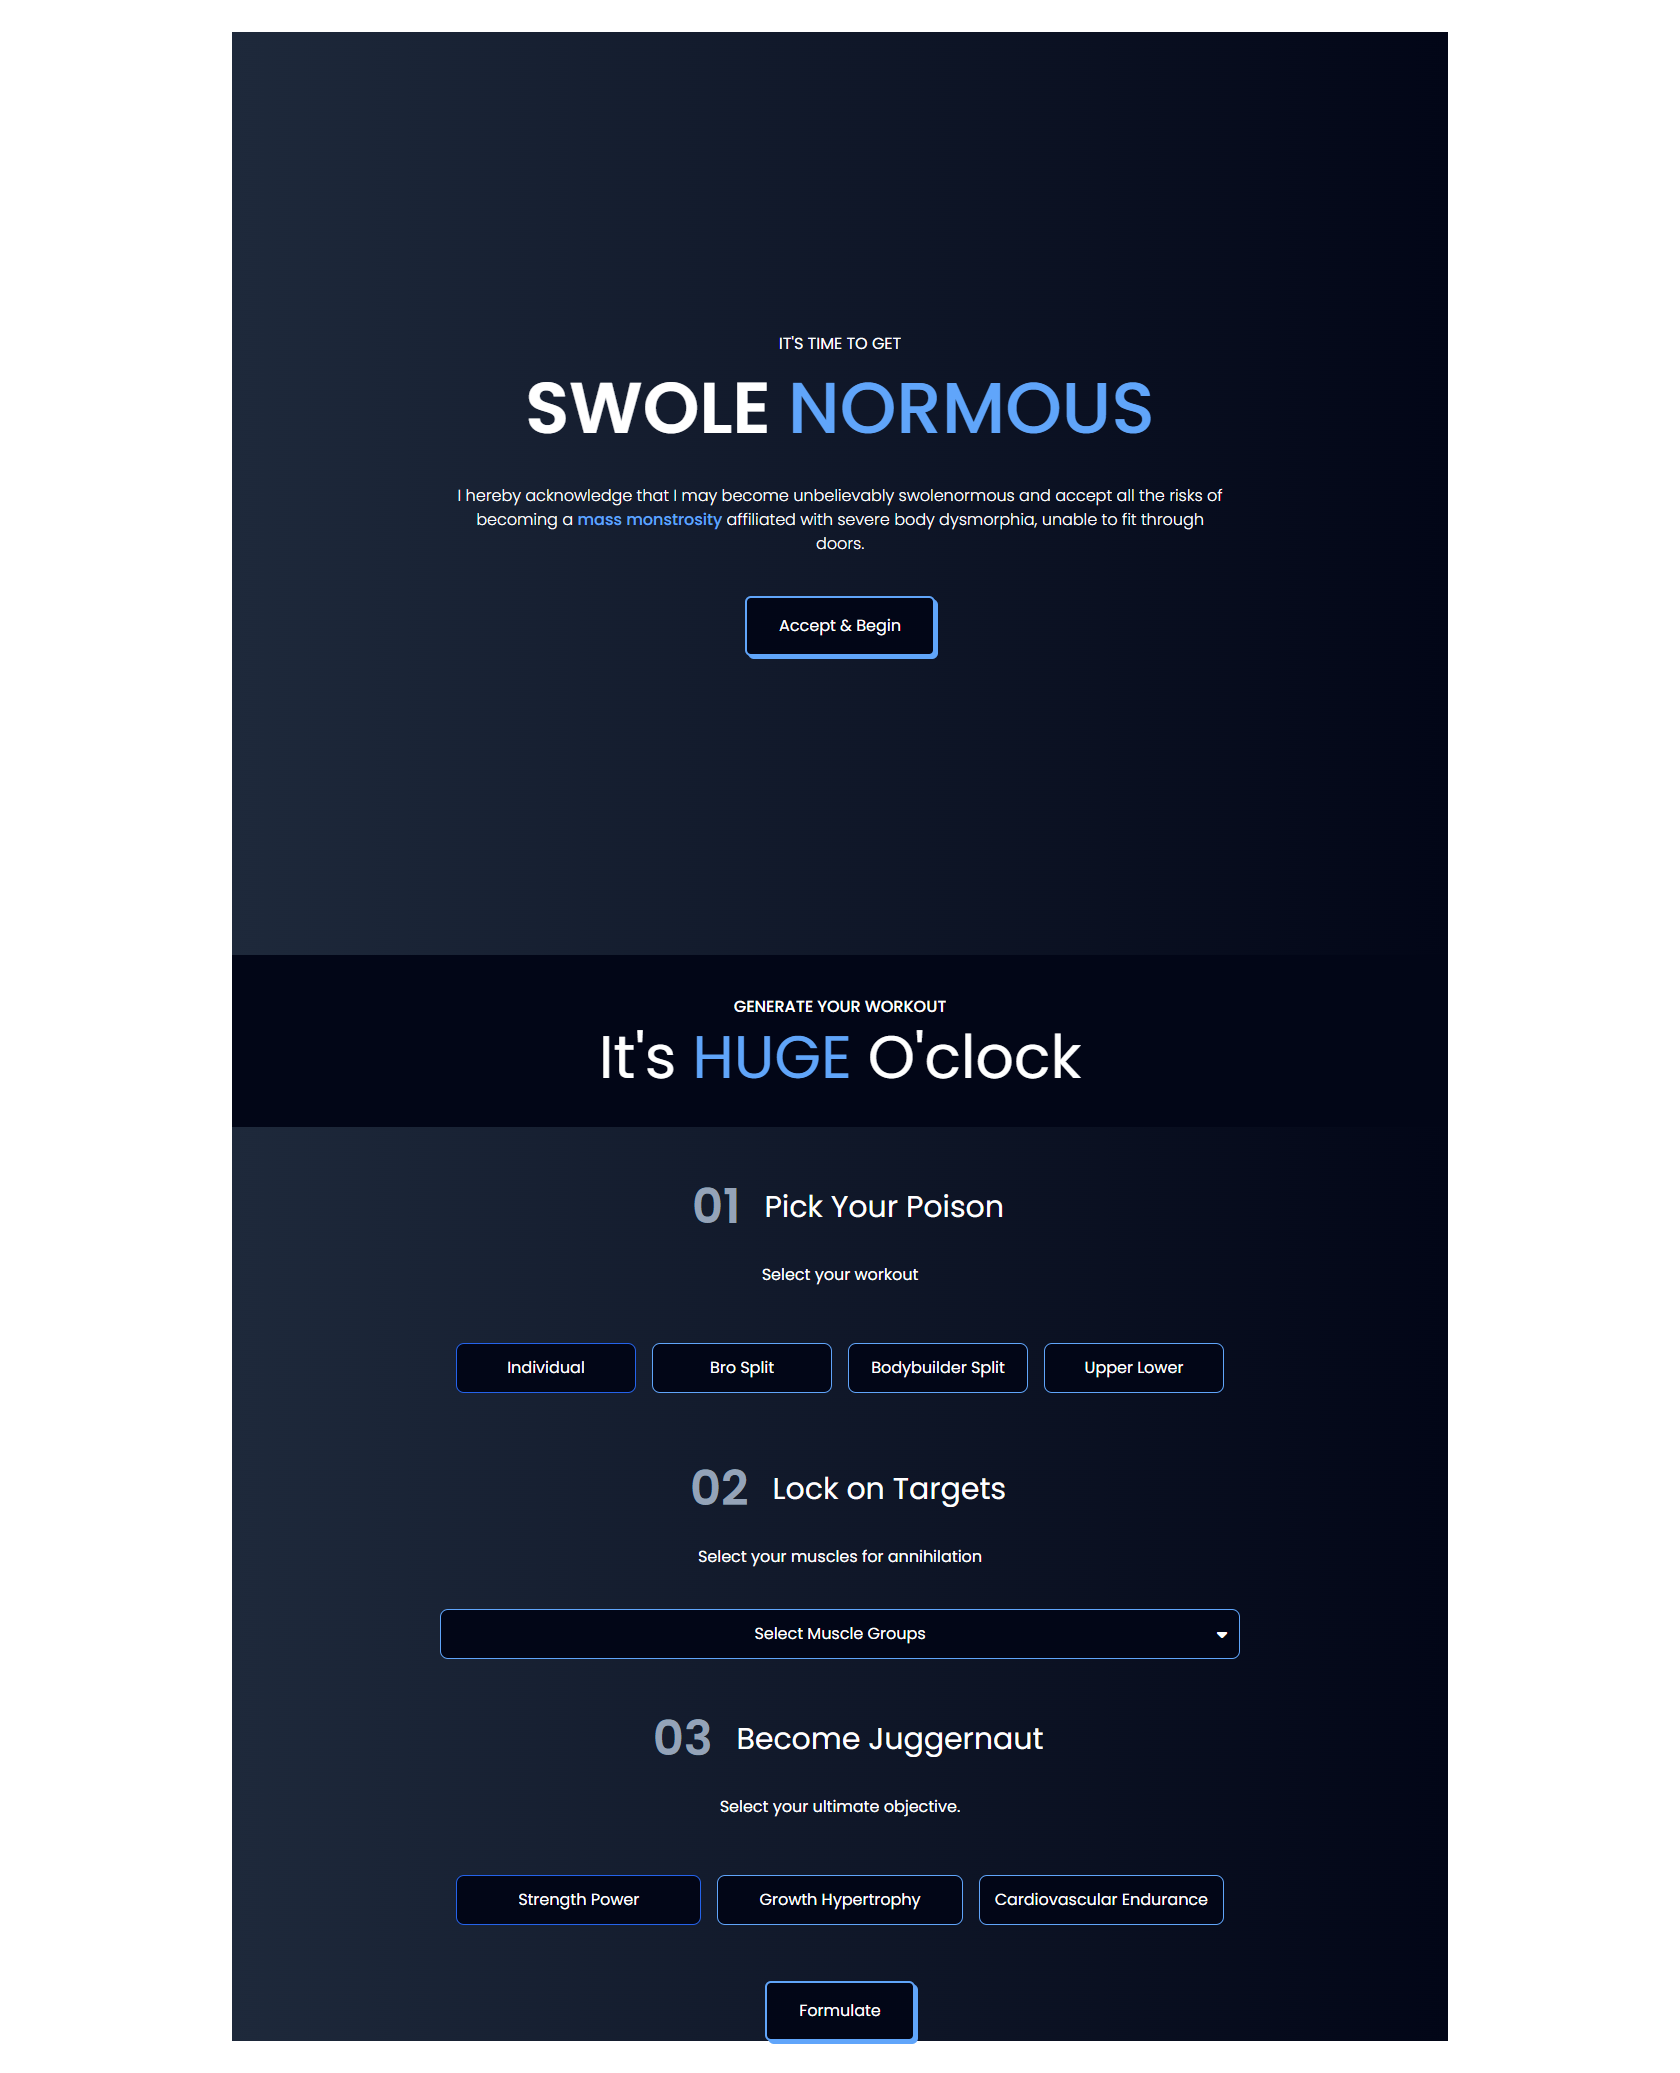 IT'S TIME TO GET
SWOLE NORMOUS
I hereby acknowledge that I may become unbelievably swolenormous and accept all the risks of
becoming a mass monstrosity affiliated with severe body dysmorphia, unable to fit through
doors.
Accept & Begin
GENERATE YOUR WORKOUT
It's HUGE O'clock
01 Pick Your Poison
Select your workout
Individual Bro Split Bodybuilder Split Upper Lower
02 Lock on Targets
Select your muscles for annihilation
Select Muscle Groups
03 Become Juggernaut
Select your ultimate objective.
Strength Power Growth Hypertrophy Cardiovascular Endurance
Formulate